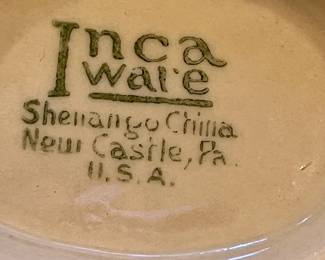 Inca
Ware
Shenango China
New Castle, Pa.
U.S.A.